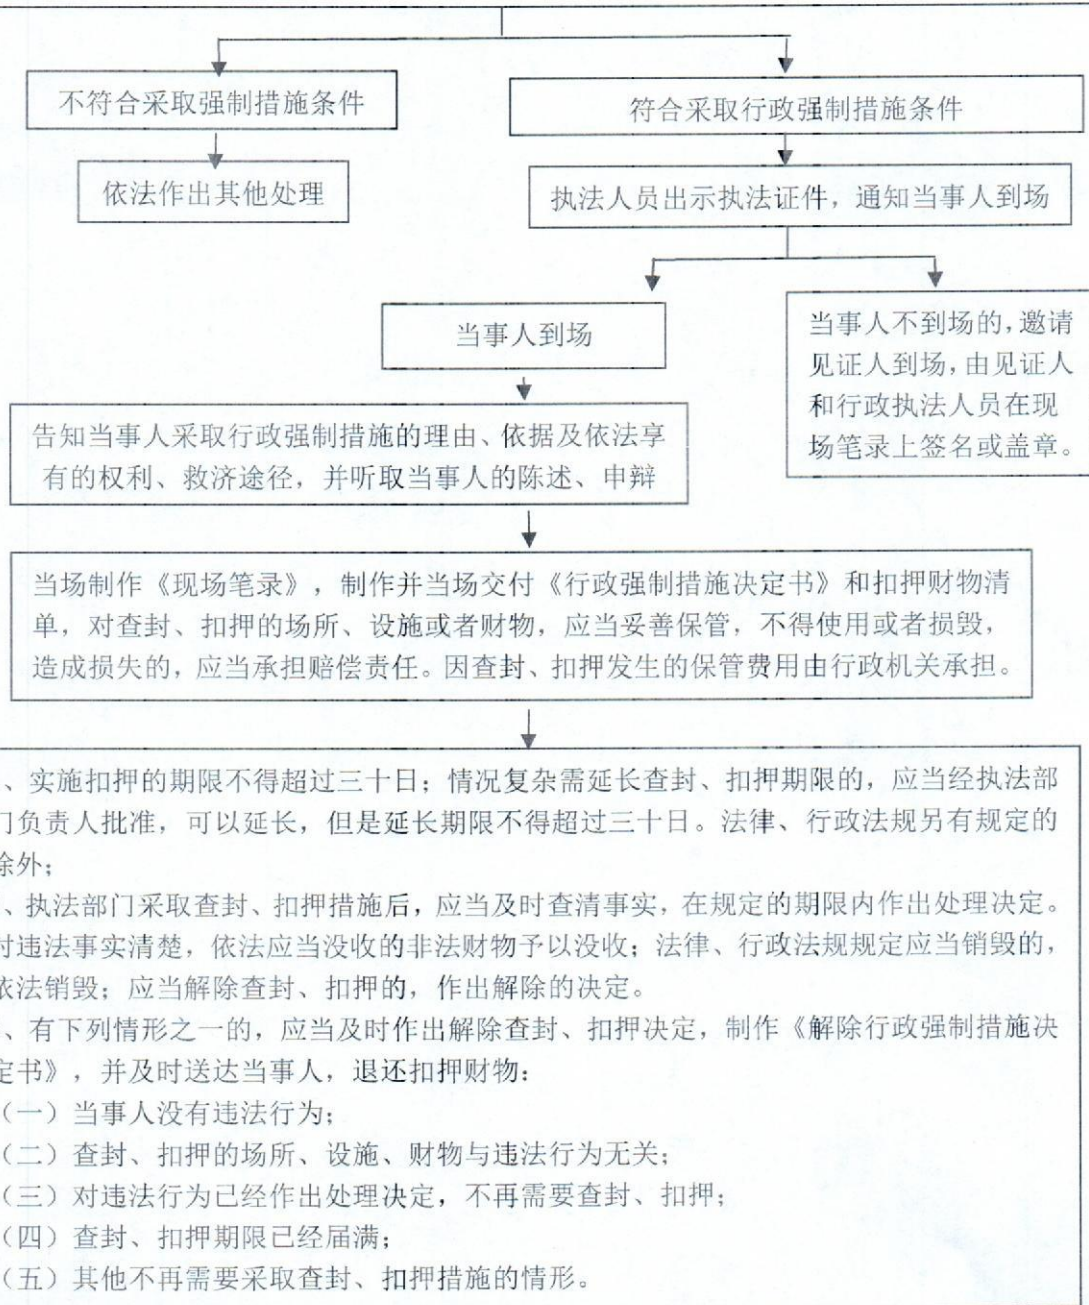 不符合采取强制措施条件
符合采取行政强制措施条件
依法作出其他处理
执法人员出示执法证件，通知当事人到场
当事人到场
当事人不到场的，邀请
见证人到场，由见证人
和行政执法人员在现
场笔录上签名或盖章。
告知当事人采取行政强制措施的理由、依据及依法享
有的权利、救济途径，并听取当事人的陈述、申辩
当场制作《现场笔录》，制作并当场交付《行政强制措施决定书》和扣押财物清
单，对查封、扣押的场所、设施或者财物，应当妥善保管，不得使用或者损毁，
造成损失的，应当承担赔偿责任。因查封、扣押发生的保管费用由行政机关承担。
、实施扣押的期限不得超过三十日；情况复杂需延长查封、扣押期限的，应当经执法部
门负责人批准，可以延长，但是延长期限不得超过三十日。法律、行政法规另有规定的
除外；
、执法部门采取查封、扣押措施后，应当及时查清事实，在规定的期限内作出处理决定。
对违法事实清楚，依法应当没收的非法财物予以没收；法律、行政法规规定应当销毁的，
依法销毁；应当解除查封、扣押的，作出解除的决定。
、有下列情形之一的，应当及时作出解除查封、扣押决定，制作《解除行政强制措施决
定书》，并及时送达当事人，退还扣押财物：
（一）当事人没有违法行为；
（二）查封、扣押的场所、设施、财物与违法行为无关；
（三）对违法行为已经作出处理决定，不再需要查封、扣押；
（四）查封、扣押期限已经届满；
（五）其他不再需要采取查封、扣押措施的情形。